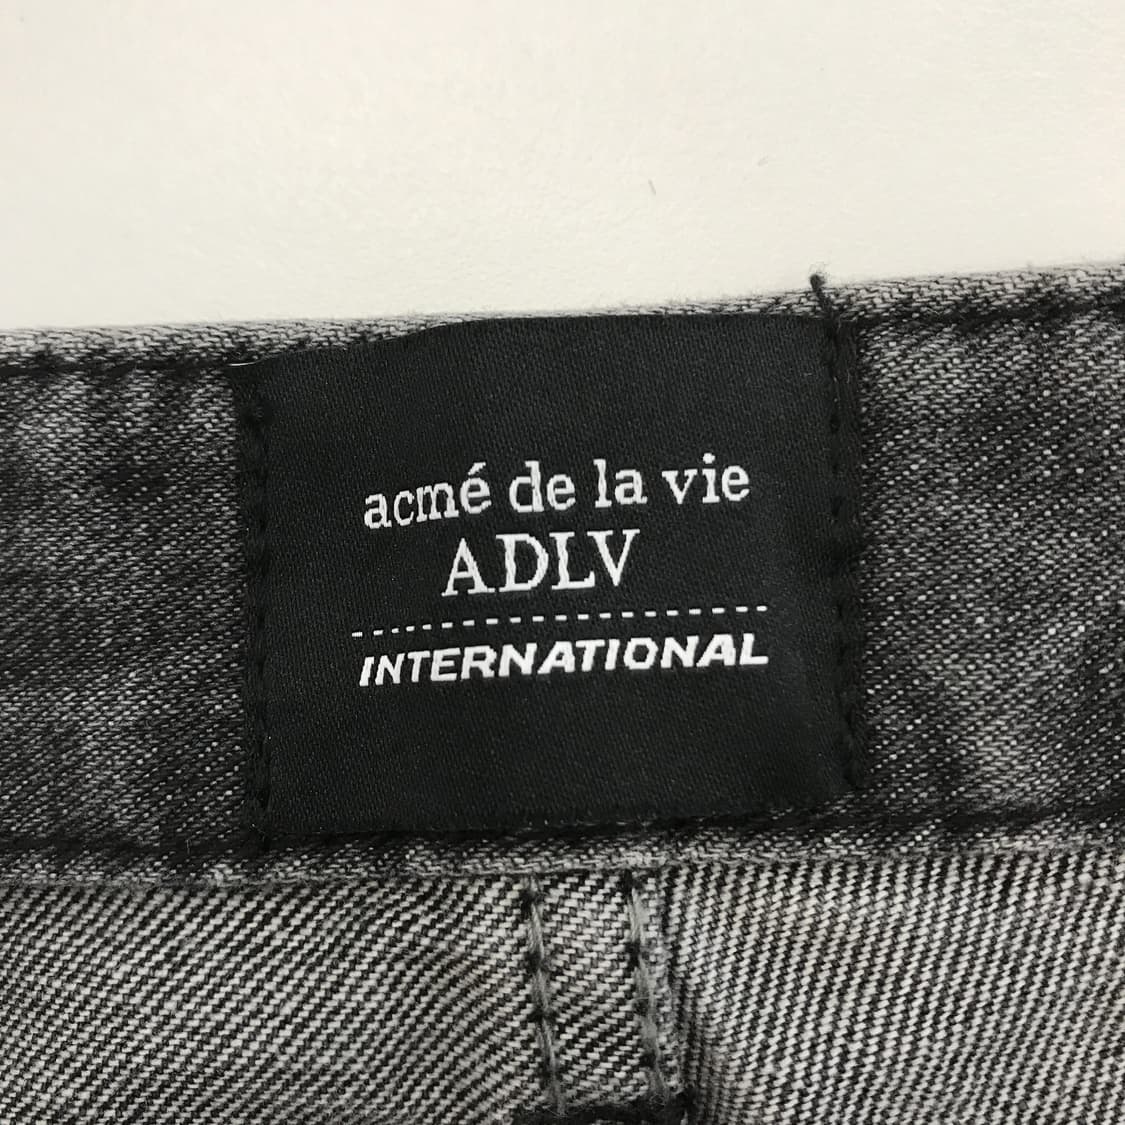 acmé de la vie
ADLV
INTERNATIONAL